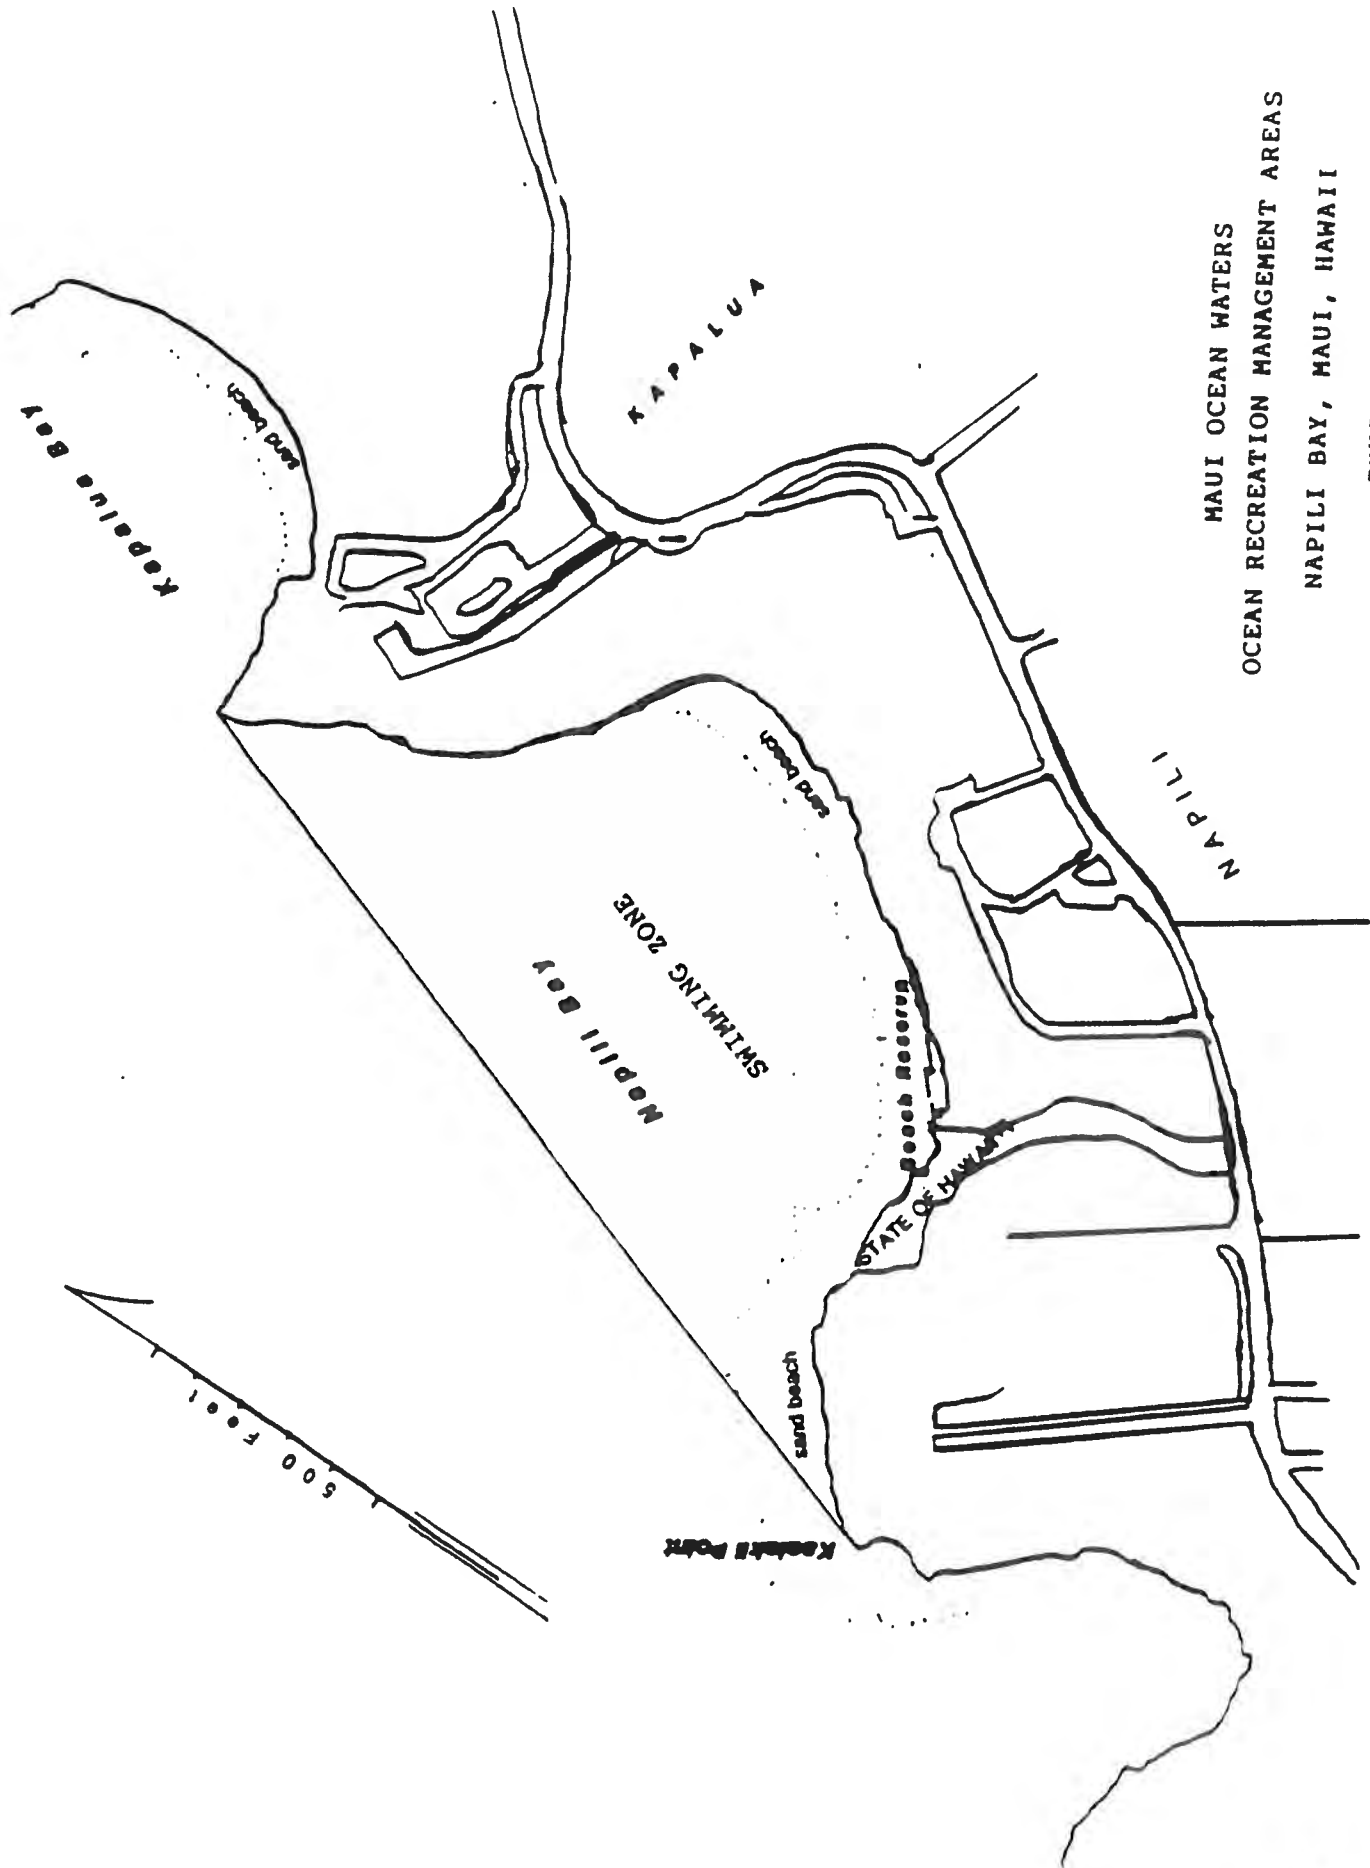 Kapalua Bay
sand beach
KAPALUA
MAUI OCEAN WATERS
OCEAN RECREATION MANAGEMENT AREAS
NAPILI BAY, MAUI, HAWAII
sand beach
NAPILI
SWIMMING ZONE
Napili Bay
Beach Reserve
STATE OF HAWAII
sand beach
500 Feet
Point